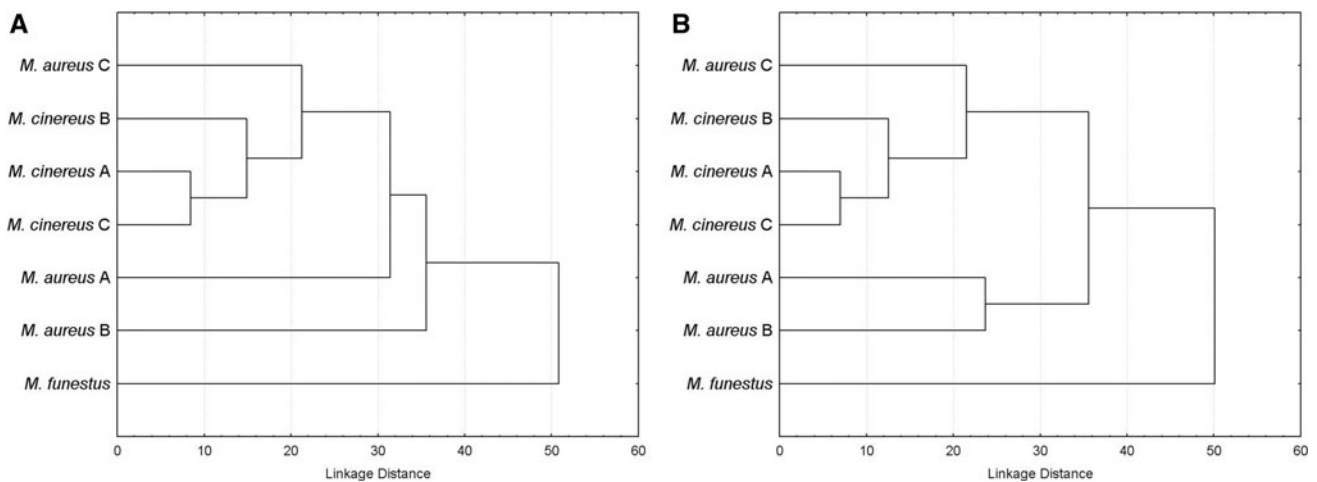 A
M. aureus C
M. cinereus B
M. cinereus A
M. cinereus C
M. aureus A
M. aureus B
M. funestus
0 10 20 30 40 50 60
Linkage Distance
B
M. aureus C
M. cinereus B
M. cinereus A
M. cinereus C
M. aureus A
M. aureus B
M. funestus
0 10 20 30 40 50 60
Linkage Distance